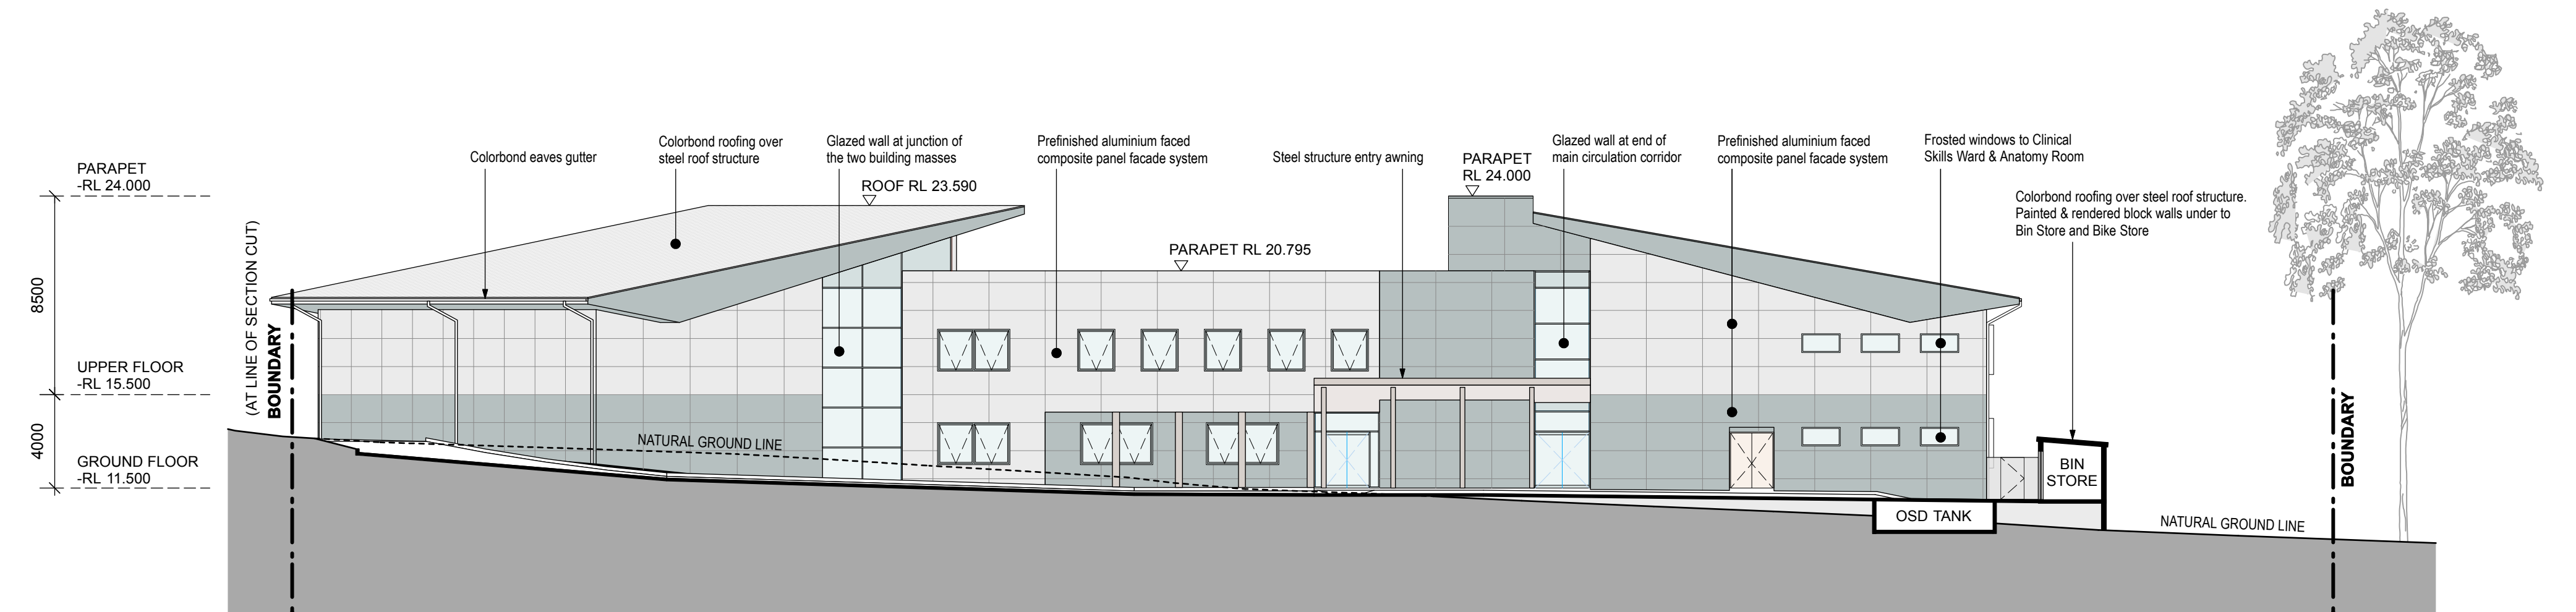 PARAPET
-RL 24.000
8500
UPPER FLOOR
-RL 15.500
4000
GROUND FLOOR
-RL 11.500
(AT LINE OF SECTION CUT)
BOUNDARY
Colorbond eaves gutter
Colorbond roofing over
steel roof structure
Glazed wall at junction of
the two building masses
ROOF RL 23.590
Prefinished aluminium faced
composite panel facade system
PARAPET RL 20.795
Steel structure entry awning
PARAPET
RL 24.000
Glazed wall at end of
main circulation corridor
Prefinished aluminium faced
composite panel facade system
Frosted windows to Clinical
Skills Ward & Anatomy Room
Colorbond roofing over steel roof structure.
Painted & rendered block walls under to
Bin Store and Bike Store
NATURAL GROUND LINE
BIN
STORE
OSD TANK
NATURAL GROUND LINE
BOUNDARY